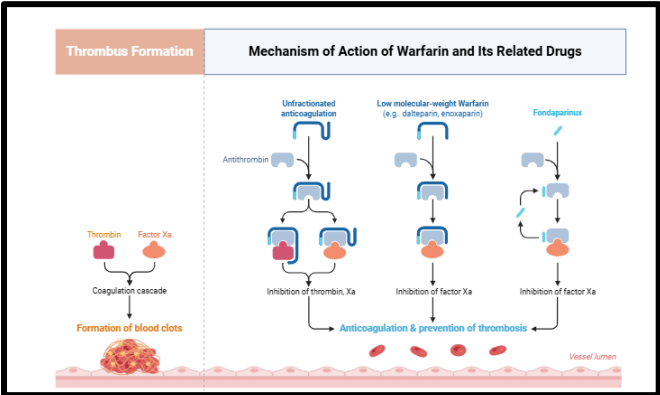 Thrombus Formation
Mechanism of Action of Warfarin and Its Related Drugs
Unfractionated
anticoagulation
Low molecular-weight Warfarin
(e.g. dalteparin, enoxaparin)
Fondaparinux
Antithrombin
Thrombin
Factor Xa
Coagulation cascade
Inhibition of thrombin, Xa
Inhibition of factor Xa
Inhibition of factor Xa
Formation of blood clots
Anticoagulation & prevention of thrombosis
Vessel lumen